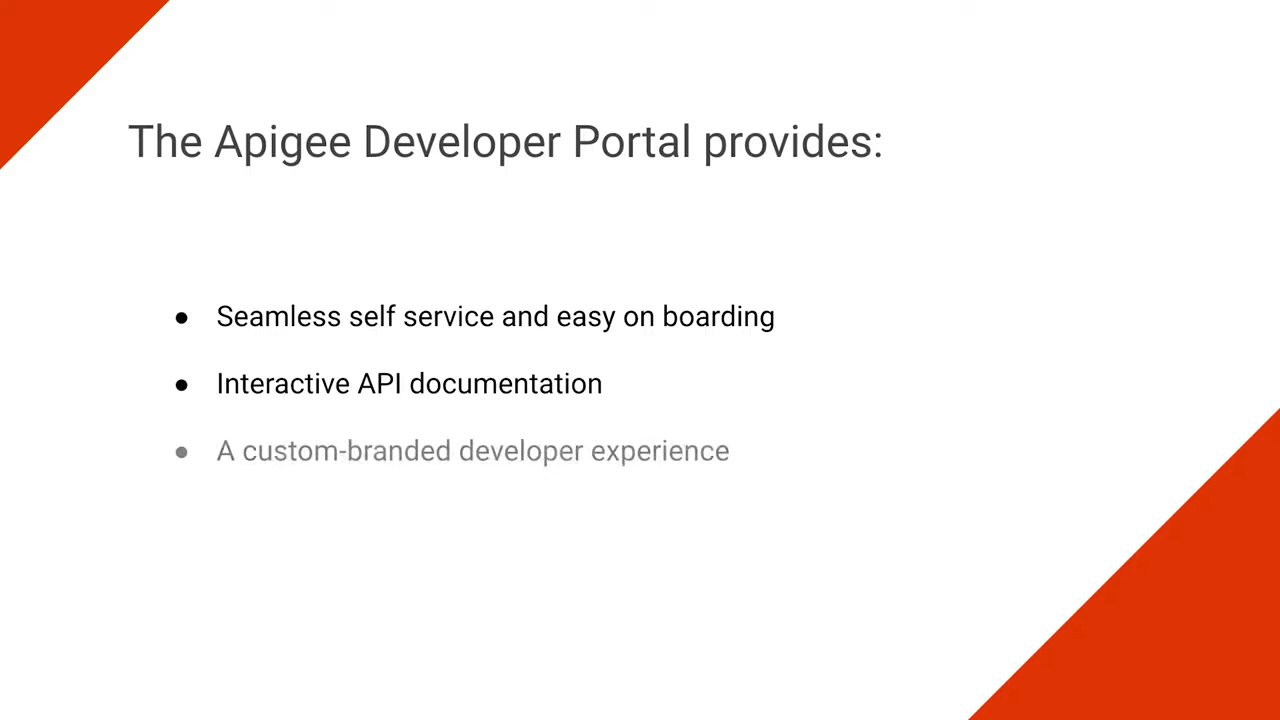 The Apigee Developer Portal provides:
● Seamless self service and easy on boarding
● Interactive API documentation
● A custom-branded developer experience